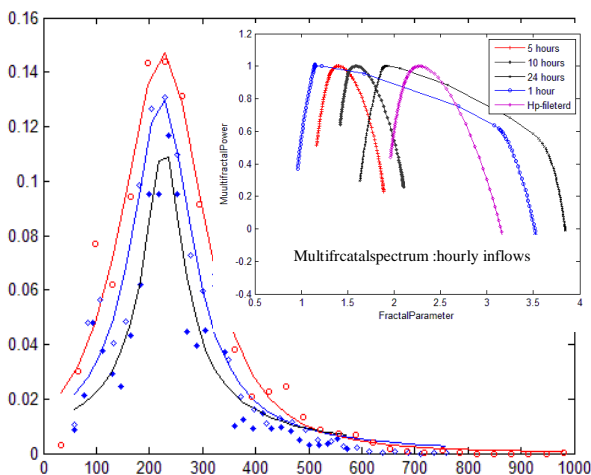 0.16
0.14
0.12
0.1
0.08
0.06
0.04
0.02
0
0 100 200 300 400 500 600 700 800 900 1000
1.2
1
0.8
0.6
0.4
0.2
0
-0.2
-0.4
0.5 1 1.5 2 2.5 3 3.5 4
MuultifractalPower
FractalParameter
5 hours
10 hours
24 hours
1 hour
Hp-fileterd
Multifrcatalspectrum :hourly inflows